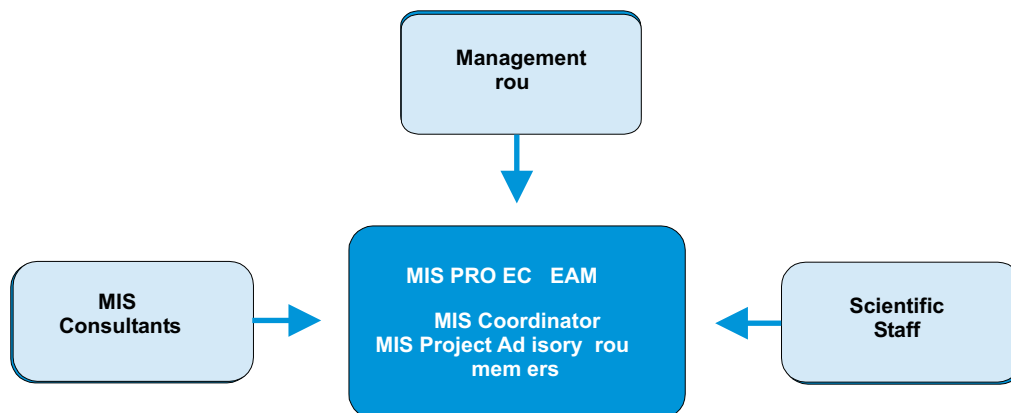 Management
rou
MIS PRO EC EAM
MIS
Consultants
MIS Coordinator
MIS Project Ad isory rou
mem ers
Scientific
Staff